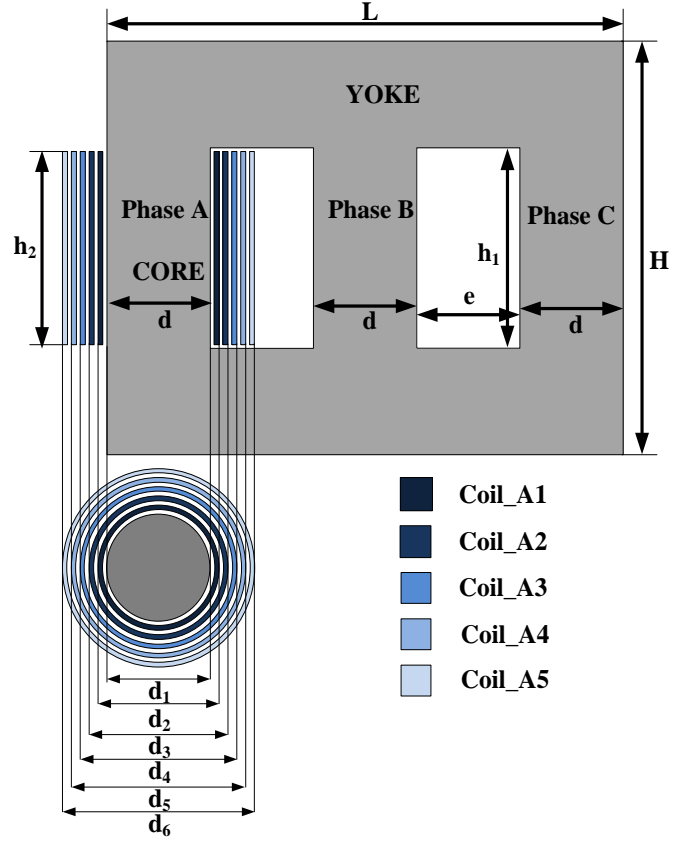 L
YOKE
Phase A
Phase B
Phase C
h₂
h₁
H
CORE
e
d
d
d
Coil_A1
Coil_A2
Coil_A3
Coil_A4
Coil_A5
d₁
d₂
d₃
d₄
d₅
d₆